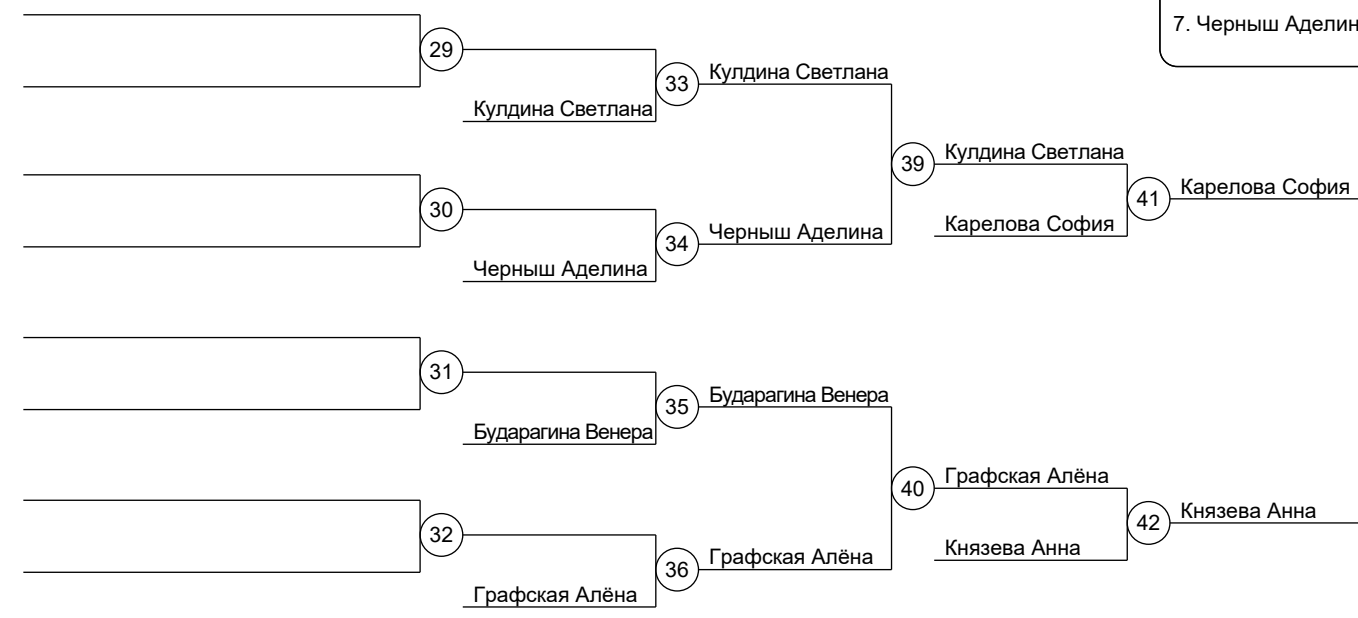 7. Черныш Аделин
29
33
Кулдина Светлана
Кулдина Светлана
39
Кулдина Светлана
41
Карелова София
Карелова София
30
34
Черныш Аделина
Черныш Аделина
31
35
Бударагина Венера
Бударагина Венера
40
Графская Алёна
42
Князева Анна
Князева Анна
32
36
Графская Алёна
Графская Алёна